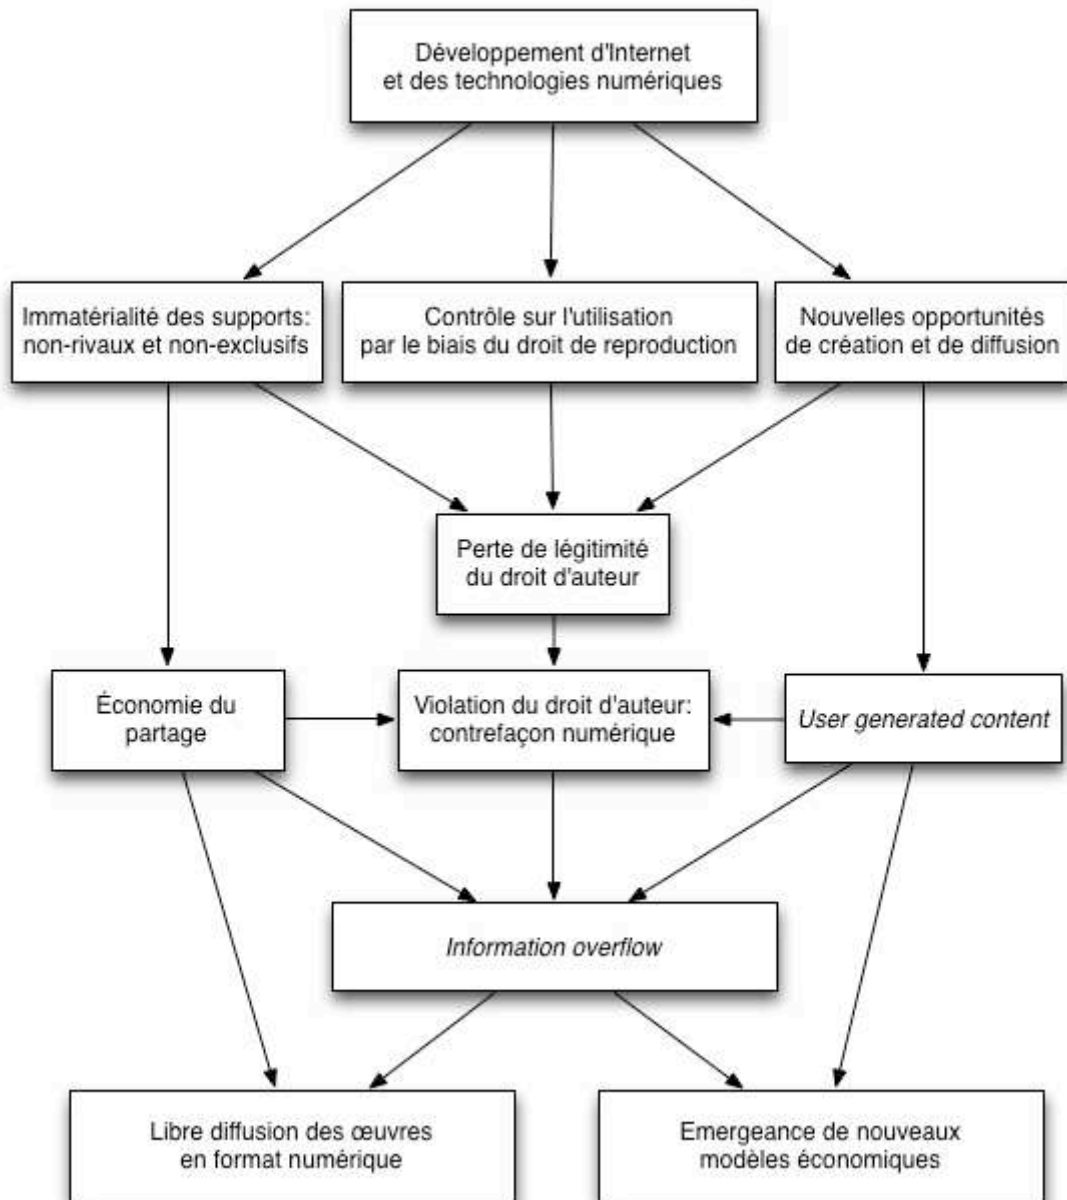 Développement d'Internet
et des technologies numériques
Immatérialité des supports:
non-rivaux et non-exclusifs
Contrôle sur l'utilisation
par le biais du droit de reproduction
Nouvelles opportunités
de création et de diffusion
Perte de légitimité
du droit d'auteur
Économie du
partage
Violation du droit d'auteur:
contrefaçon numérique
User generated content
Information overflow
Libre diffusion des œuvres
en format numérique
Emergeance de nouveaux
modèles économiques